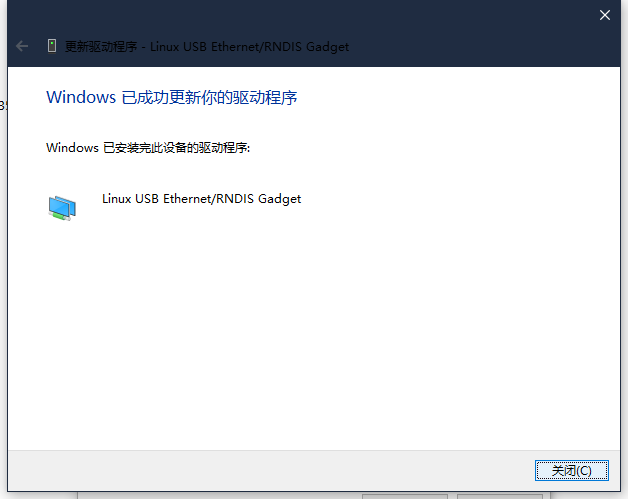 更新驱动程序 - Linux USB Ethernet/RNDIS Gadget
Windows 已成功更新你的驱动程序
Windows 已安装完此设备的驱动程序:
Linux USB Ethernet/RNDIS Gadget
关闭(C)